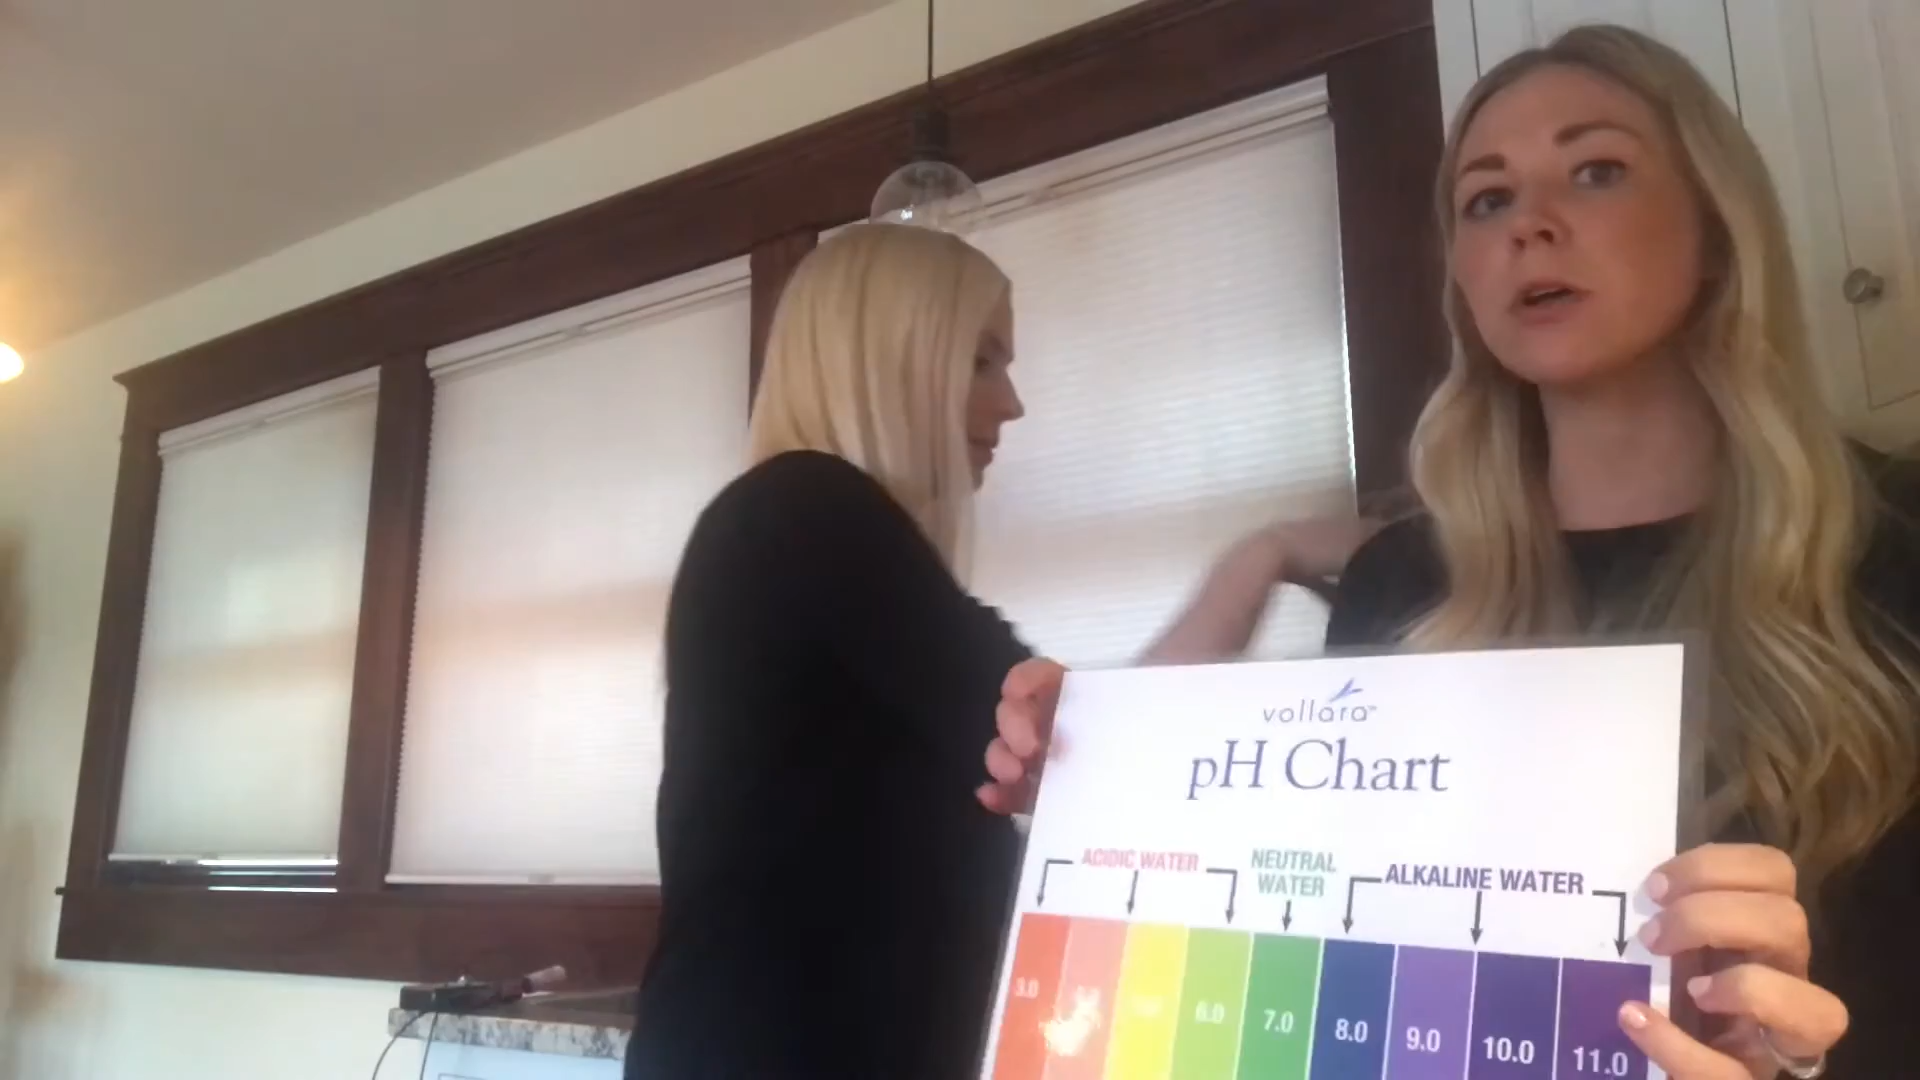 vollara™
pH Chart
ACIDIC WATER
NEUTRAL
WATER
ALKALINE WATER
3.0
6.0
7.0
8.0
9.0
10.0
11.0